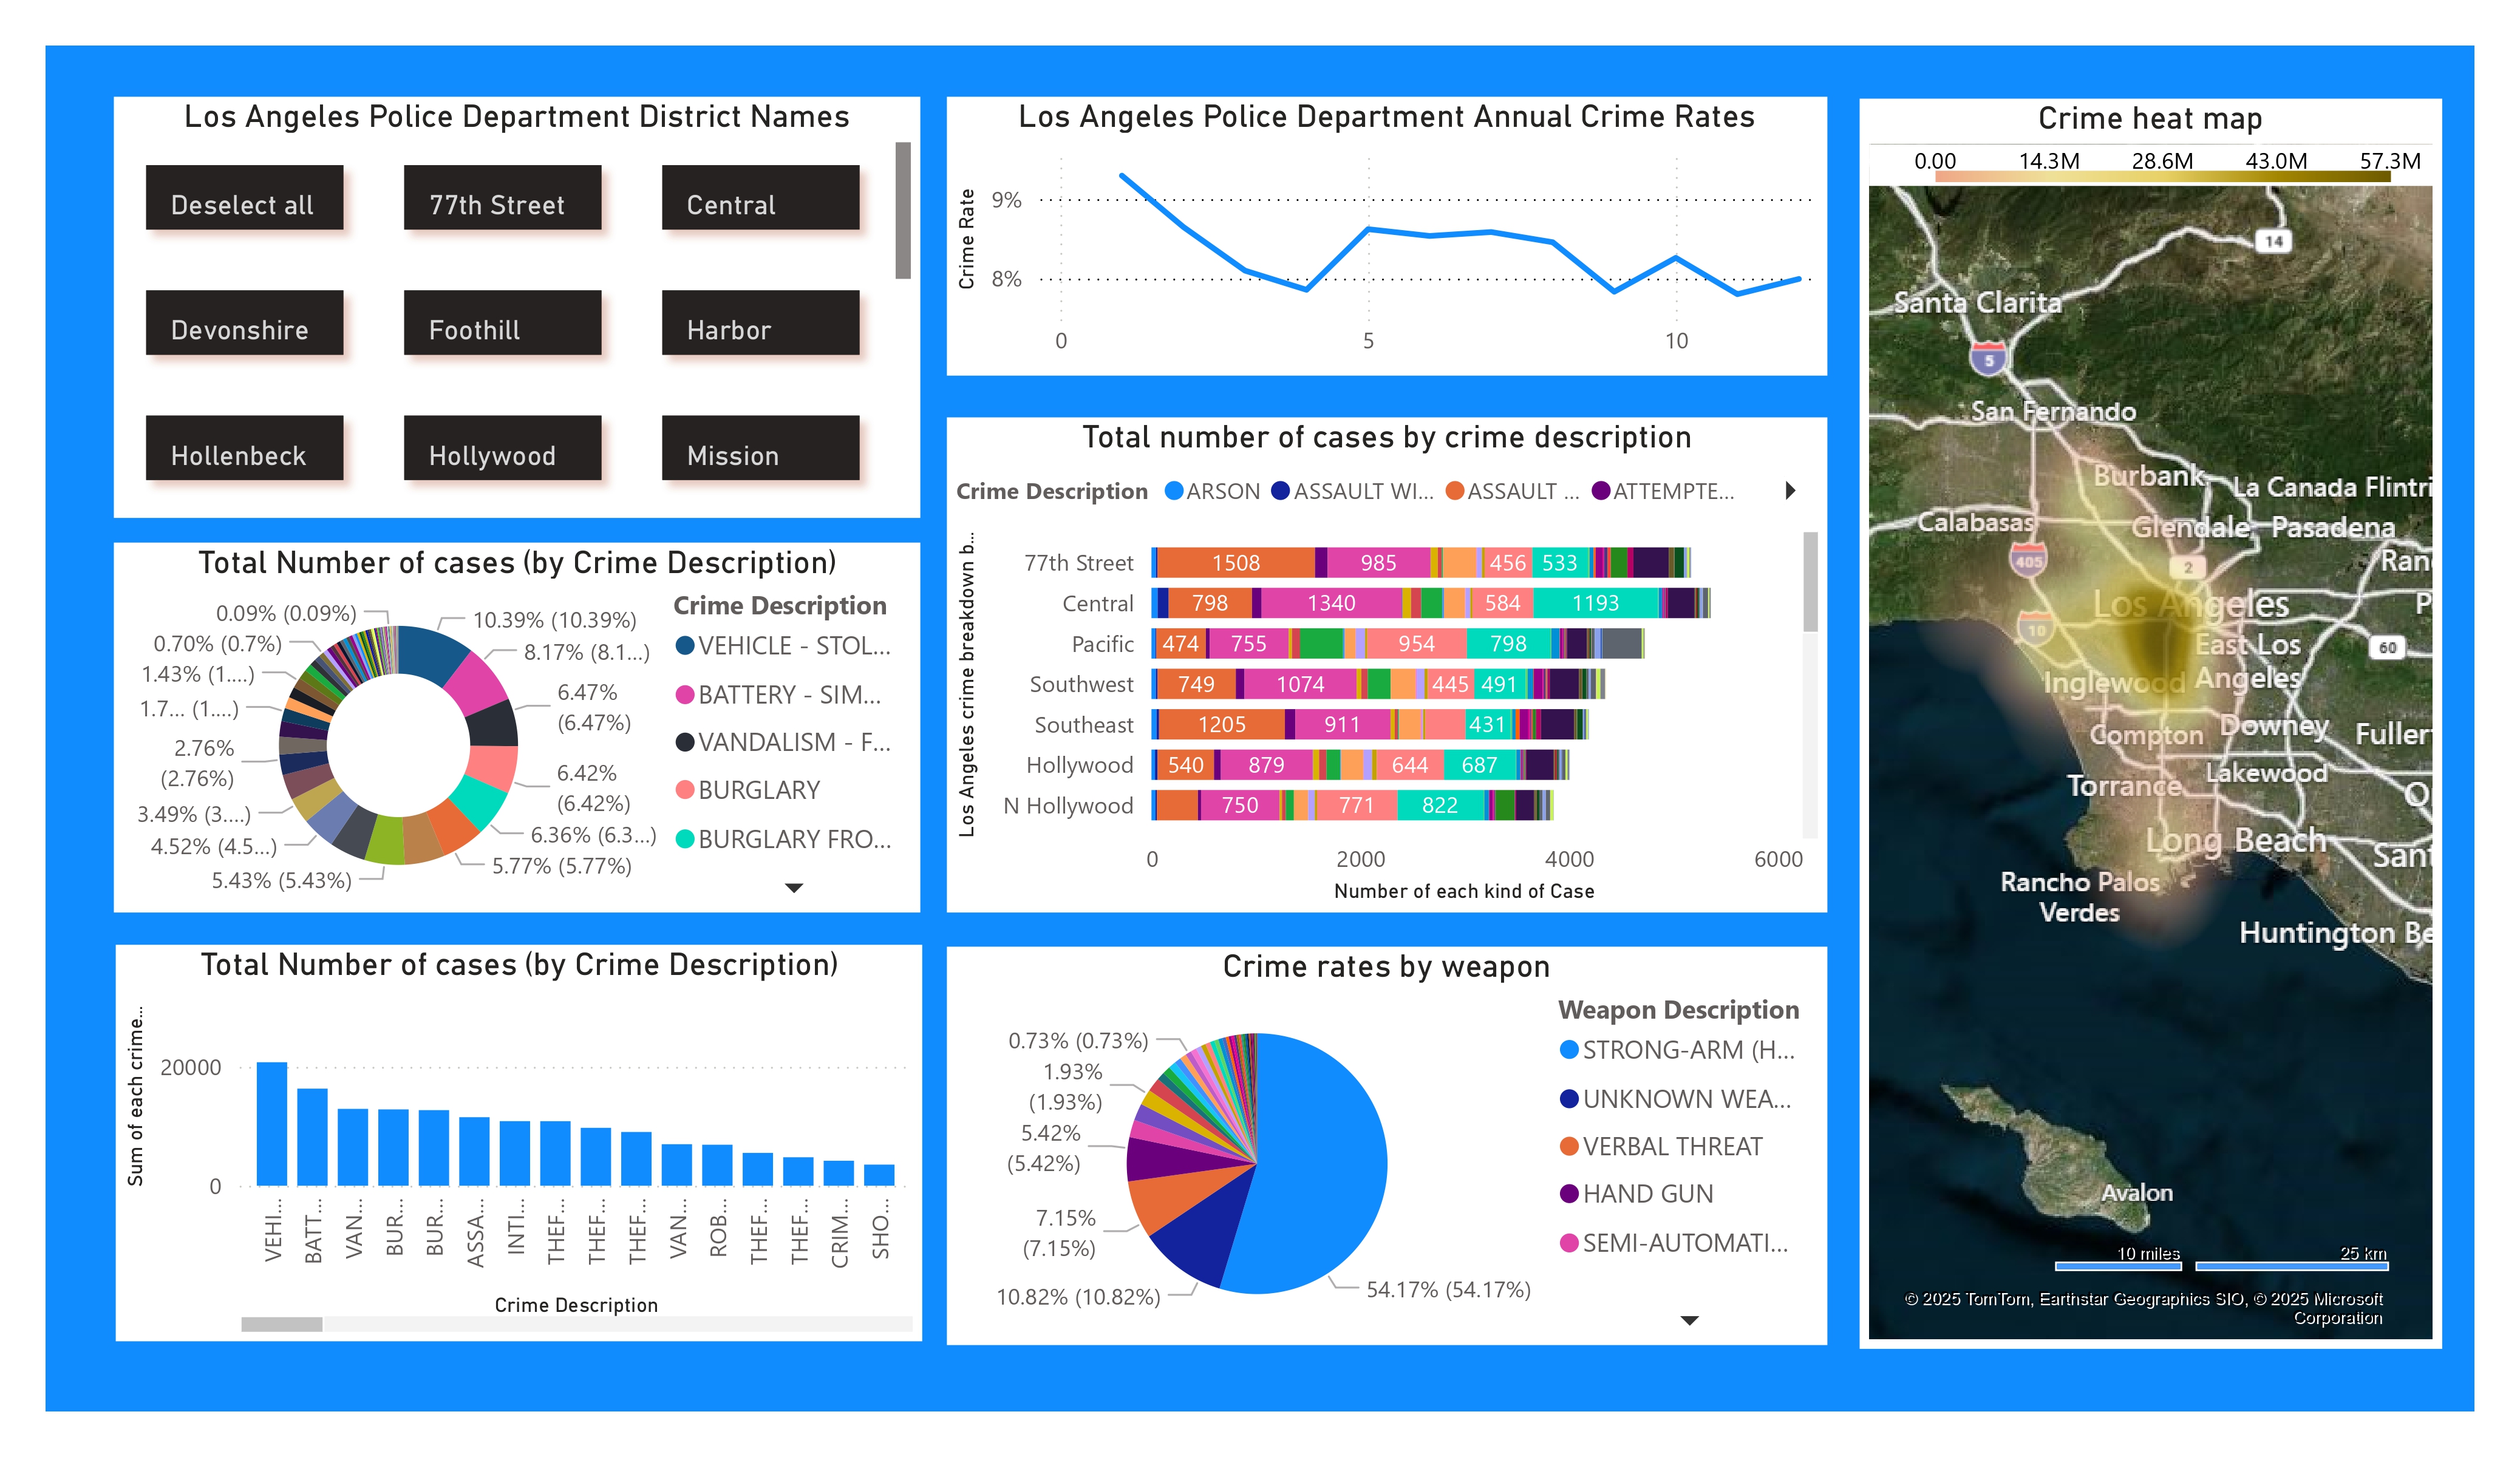 Los Angeles Police Department District Names
Deselect all
77th Street
Central
Devonshire
Foothill
Harbor
Hollenbeck
Hollywood
Mission
Total Number of cases (by Crime Description)
0.09% (0.09%)
0.70% (0.7%)
1.43% (1....)
1.7... (1....)
2.76%
(2.76%)
3.49% (3....)
4.52% (4.5...)
5.43% (5.43%)
10.39% (10.39%)
8.17% (8.1...)
6.47%
(6.47%)
6.42%
(6.42%)
6.36% (6.3...)
5.77% (5.77%)
Crime Description
VEHICLE - STOL...
BATTERY - SIM...
VANDALISM - F...
BURGLARY
BURGLARY FRO...
Total Number of cases (by Crime Description)
Sum of each crime...
20000
0
VEHI...
BATT...
VAN...
BUR...
BUR...
ASSA...
INTI...
THEF...
THEF...
THEF...
VAN...
ROB...
THEF...
THEF...
CRIM...
SHO...
Crime Description
Los Angeles Police Department Annual Crime Rates
Crime Rate
9%
8%
0
5
10
Total number of cases by crime description
Crime Description
ARSON
ASSAULT WI...
ASSAULT ...
ATTEMPTE...
Los Angeles crime breakdown b...
77th Street 1508 985 456 533
Central 798 1340 584 1193
Pacific 474 755 954 798
Southwest 749 1074 445 491
Southeast 1205 911 431
Hollywood 540 879 644 687
N Hollywood 750 771 822
0 2000 4000 6000
Number of each kind of Case
Crime rates by weapon
0.73% (0.73%)
1.93%
(1.93%)
5.42%
(5.42%)
7.15%
(7.15%)
10.82% (10.82%)
54.17% (54.17%)
Weapon Description
STRONG-ARM (H...
UNKNOWN WEA...
VERBAL THREAT
HAND GUN
SEMI-AUTOMATI...
Crime heat map
0.00 14.3M 28.6M 43.0M 57.3M
14
Santa Clarita
5
San Fernando
Burbank
La Canada Flintri
Calabasas
Glendale
Pasadena
405
2
Ran
Los Angeles
P
10
East Los
Angeles
60
Inglewood
Downey
Compton
Fuller
Torrance
Lakewood
O
Long Beach
Sant
Rancho Palos
Verdes
Huntington Be
Avalon
10 miles
25 km
© 2025 TomTom, Earthstar Geographics SIO, © 2025 Microsoft
Corporation